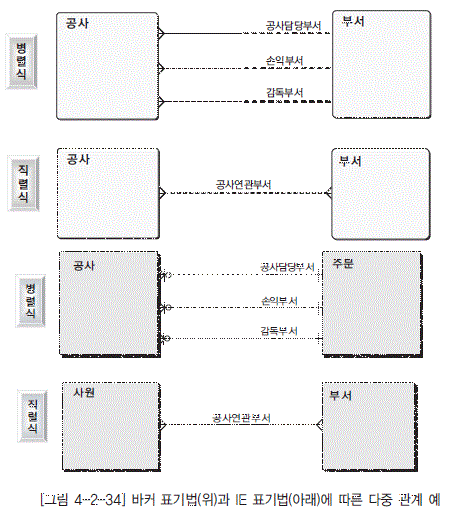 병렬식
공사
부서
공사담당부서
손익부서
감독부서
직렬식
공사
부서
공사연관부서
병렬식
공사
주문
공사담당부서
손익부서
감독부서
직렬식
사원
부서
공사연관부서
[그림 4-2-34] 바커 표기법(위)과 IE 표기법(아래)에 따른 다중 관계 예